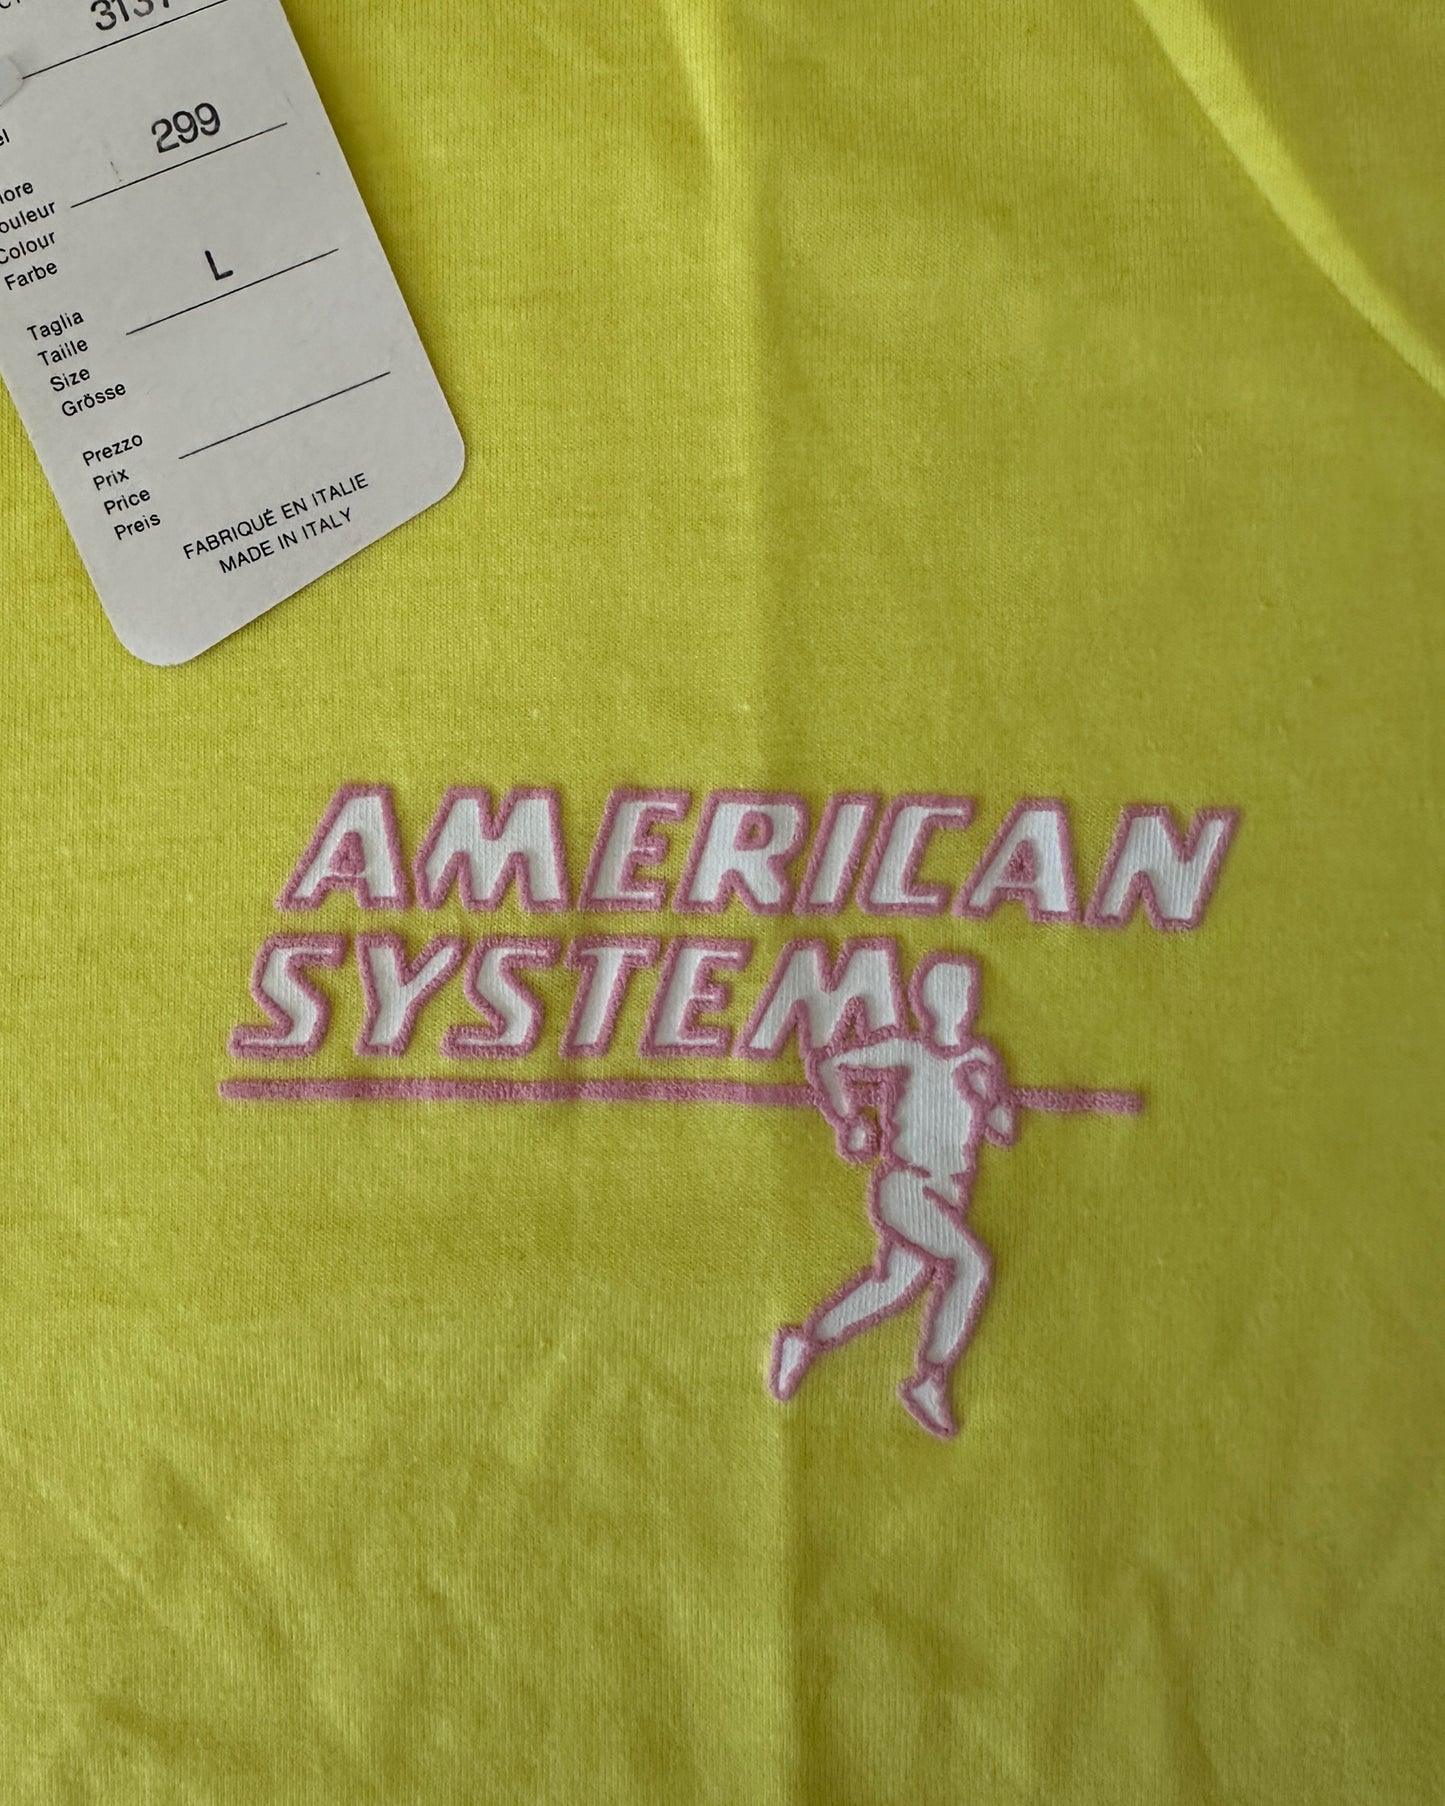 299
Couleur
Colour
Farbe
L
Taglia
Taille
Size
Grösse
Prezzo
Prix
Price
Preis
FABRIQUÉ EN ITALIE
MADE IN ITALY
AMERICAN
SYSTEM